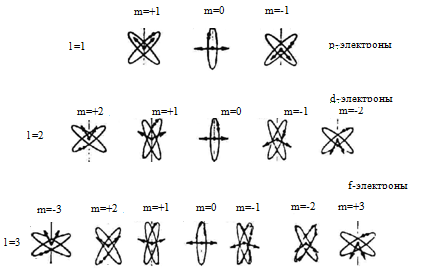 m=+1 m=0 m=-1
l=1 p-электроны
d-электроны
m=+2 m=+1 m=0 m=-1 m=-2
l=2
f-электроны
m=-3 m=+2 m=+1 m=0 m=-1 m=-2 m=+3
l=3